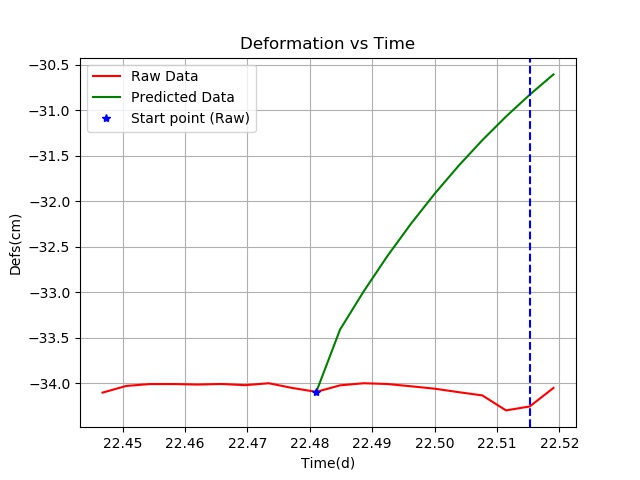 Deformation vs Time
Raw Data
Predicted Data
Start point (Raw)
−30.5
−31.0
−31.5
−32.0
−32.5
−33.0
−33.5
−34.0
Defs(cm)
22.45 22.46 22.47 22.48 22.49 22.50 22.51 22.52
Time(d)